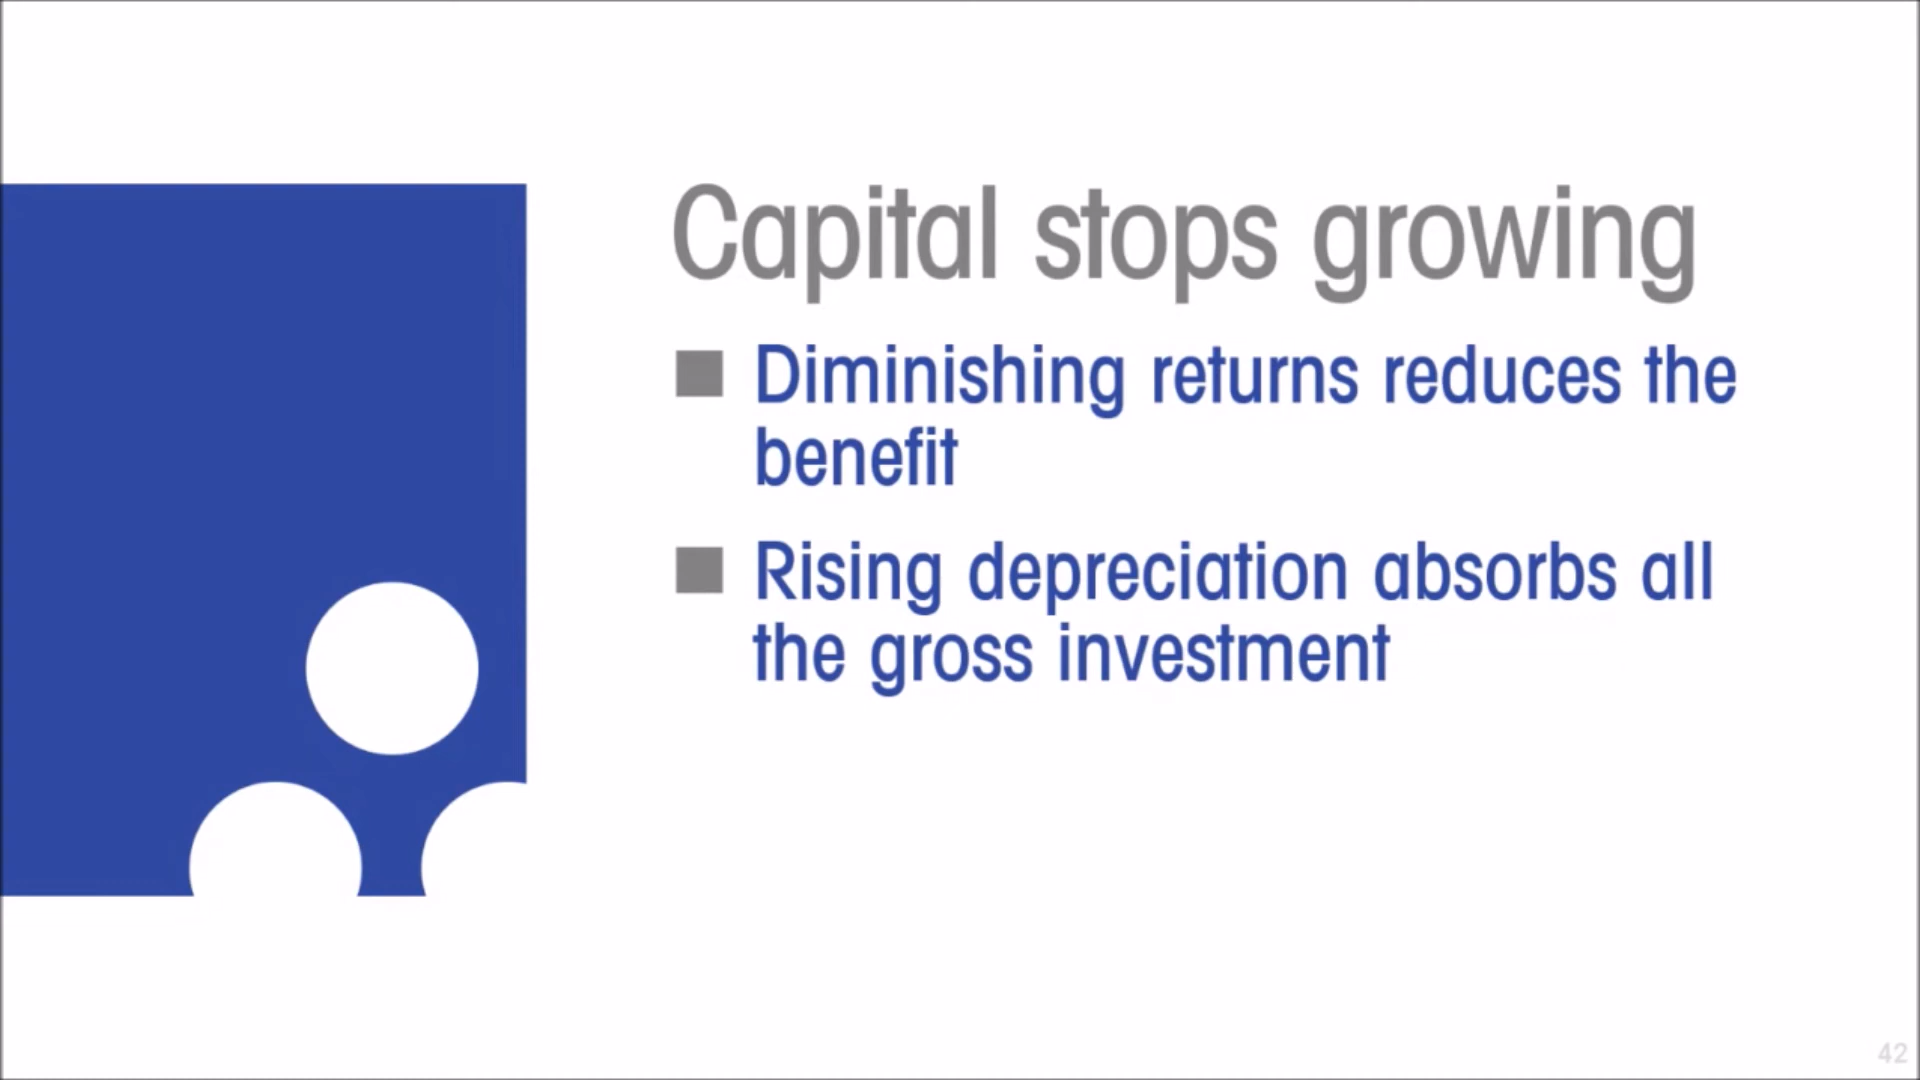 Capital stops growing
Diminishing returns reduces the
benefit
Rising depreciation absorbs all
the gross investment
42